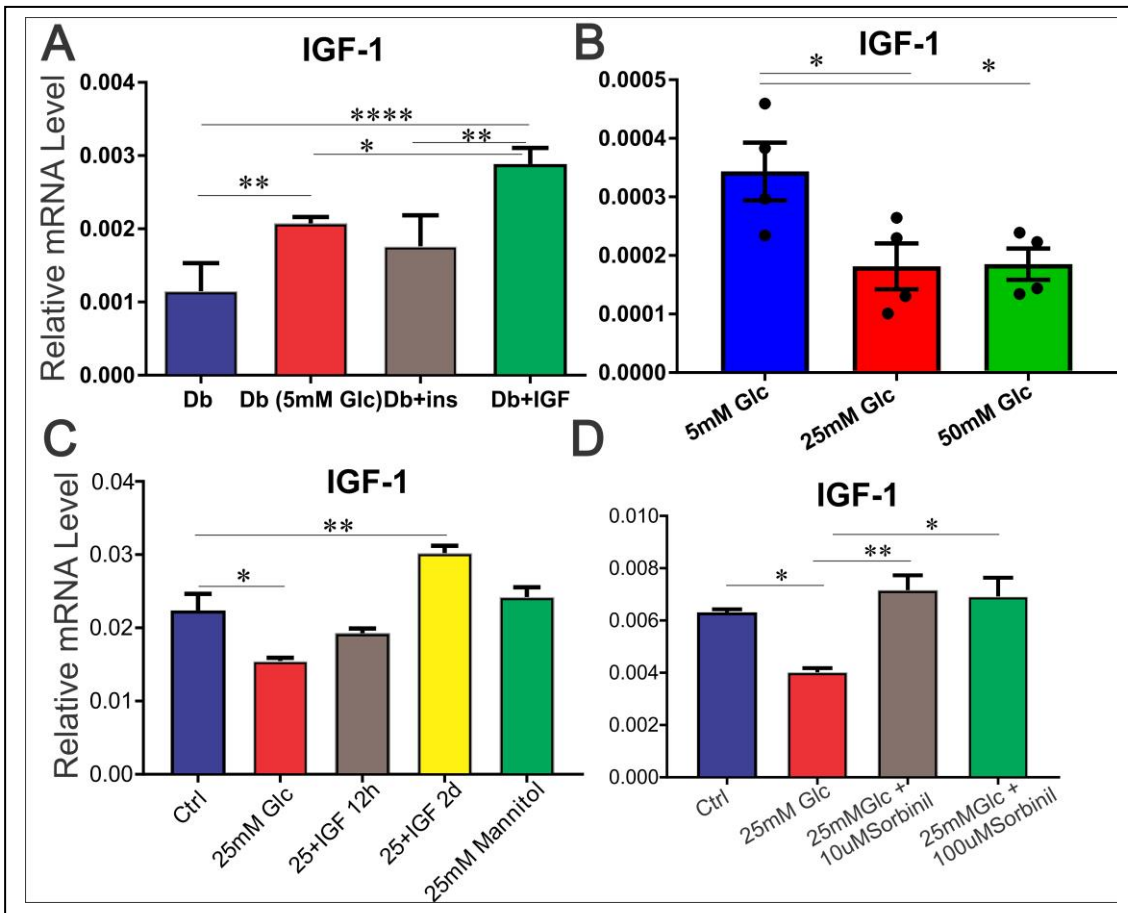 A
IGF-1
Relative mRNA Level
0.004
0.003
0.002
0.001
0.000
****
*
**
**
Db
Db (5mM Glc)
Db+ins
Db+IGF
B
IGF-1
0.0005
0.0004
0.0003
0.0002
0.0001
0.0000
*
*
5mM Glc
25mM Glc
50mM Glc
C
IGF-1
Relative mRNA Level
0.04
0.03
0.02
0.01
0.00
**
*
Ctrl
25mM Glc
25+IGF 12h
25+IGF 2d
25mM Mannitol
D
IGF-1
0.010
0.008
0.006
0.004
0.002
0.000
*
**
*
Ctrl
25mM Glc
25mMGlc +
10uMSorbinil
25mMGlc +
100uMSorbinil